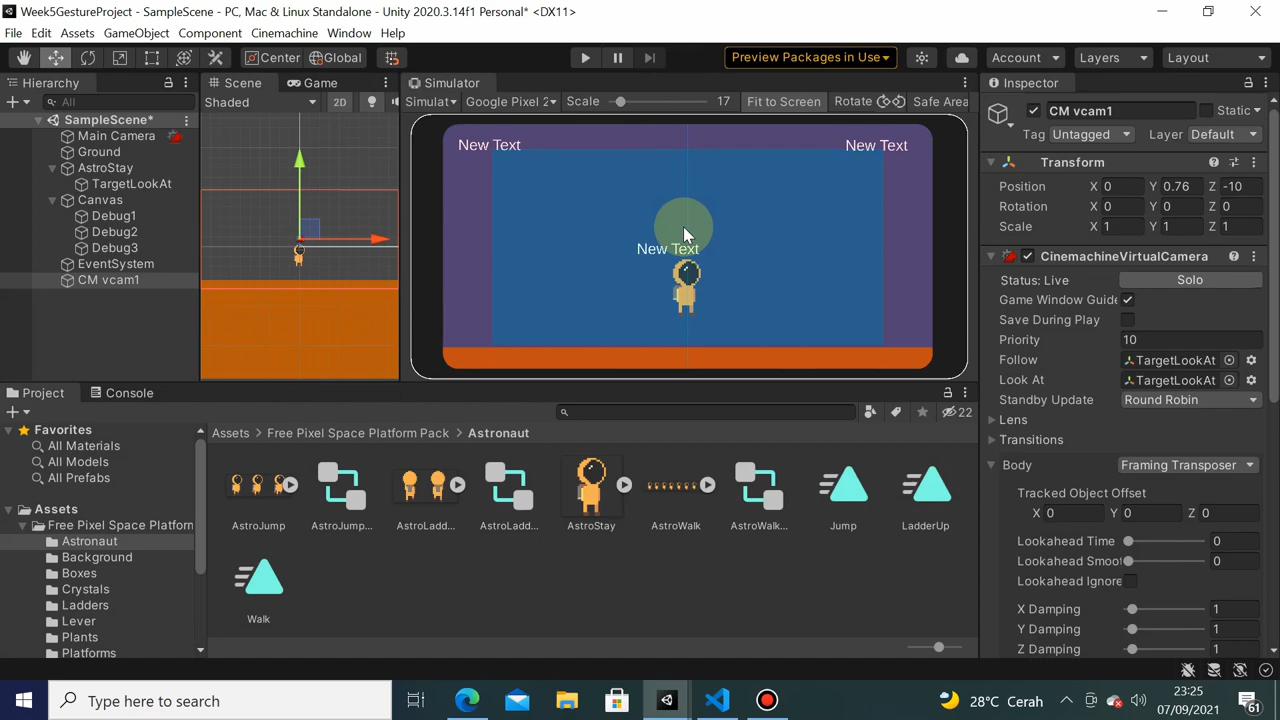 Week5GestureProject - SampleScene - PC, Mac & Linux Standalone - Unity 2020.3.14f1 Personal* <DX11>
File Edit Assets GameObject Component Cinemachine Window Help
Center Global Preview Packages in Use Account Layers Layout
Hierarchy
All
SampleScene*
Main Camera
Ground
AstroStay
TargetLookAt
Canvas
Debug1
Debug2
Debug3
EventSystem
CM vcam1
Scene Game
Shaded 2D
Simulator
Simulat Google Pixel 2 Scale 17 Fit to Screen Rotate Safe Area
New Text New Text
New Text
Inspector
CM vcam1 Static
Tag Untagged Layer Default
Transform
Position X 0 Y 0.76 Z -10
Rotation X 0 Y 0 Z 0
Scale X 1 Y 1 Z 1
CinemachineVirtualCamera
Status: Live Solo
Game Window Guide
Save During Play
Priority 10
Follow TargetLookAt
Look At TargetLookAt
Standby Update Round Robin
Lens
Transitions
Body Framing Transposer
Tracked Object Offset
X 0 Y 0 Z 0
Lookahead Time 0
Lookahead Smoot 0
Lookahead Ignore
X Damping 1
Y Damping 1
Z Damping 1
Project Console
22
Favorites
All Materials
All Models
All Prefabs
Assets
Free Pixel Space Platform
Astronaut
Background
Boxes
Crystals
Ladders
Lever
Plants
Platforms
Assets > Free Pixel Space Platform Pack > Astronaut
AstroJump AstroJump... AstroLadd... AstroLadd... AstroStay AstroWalk AstroWalk... Jump LadderUp
Walk
Type here to search
28°C Cerah
23:25
07/09/2021
61